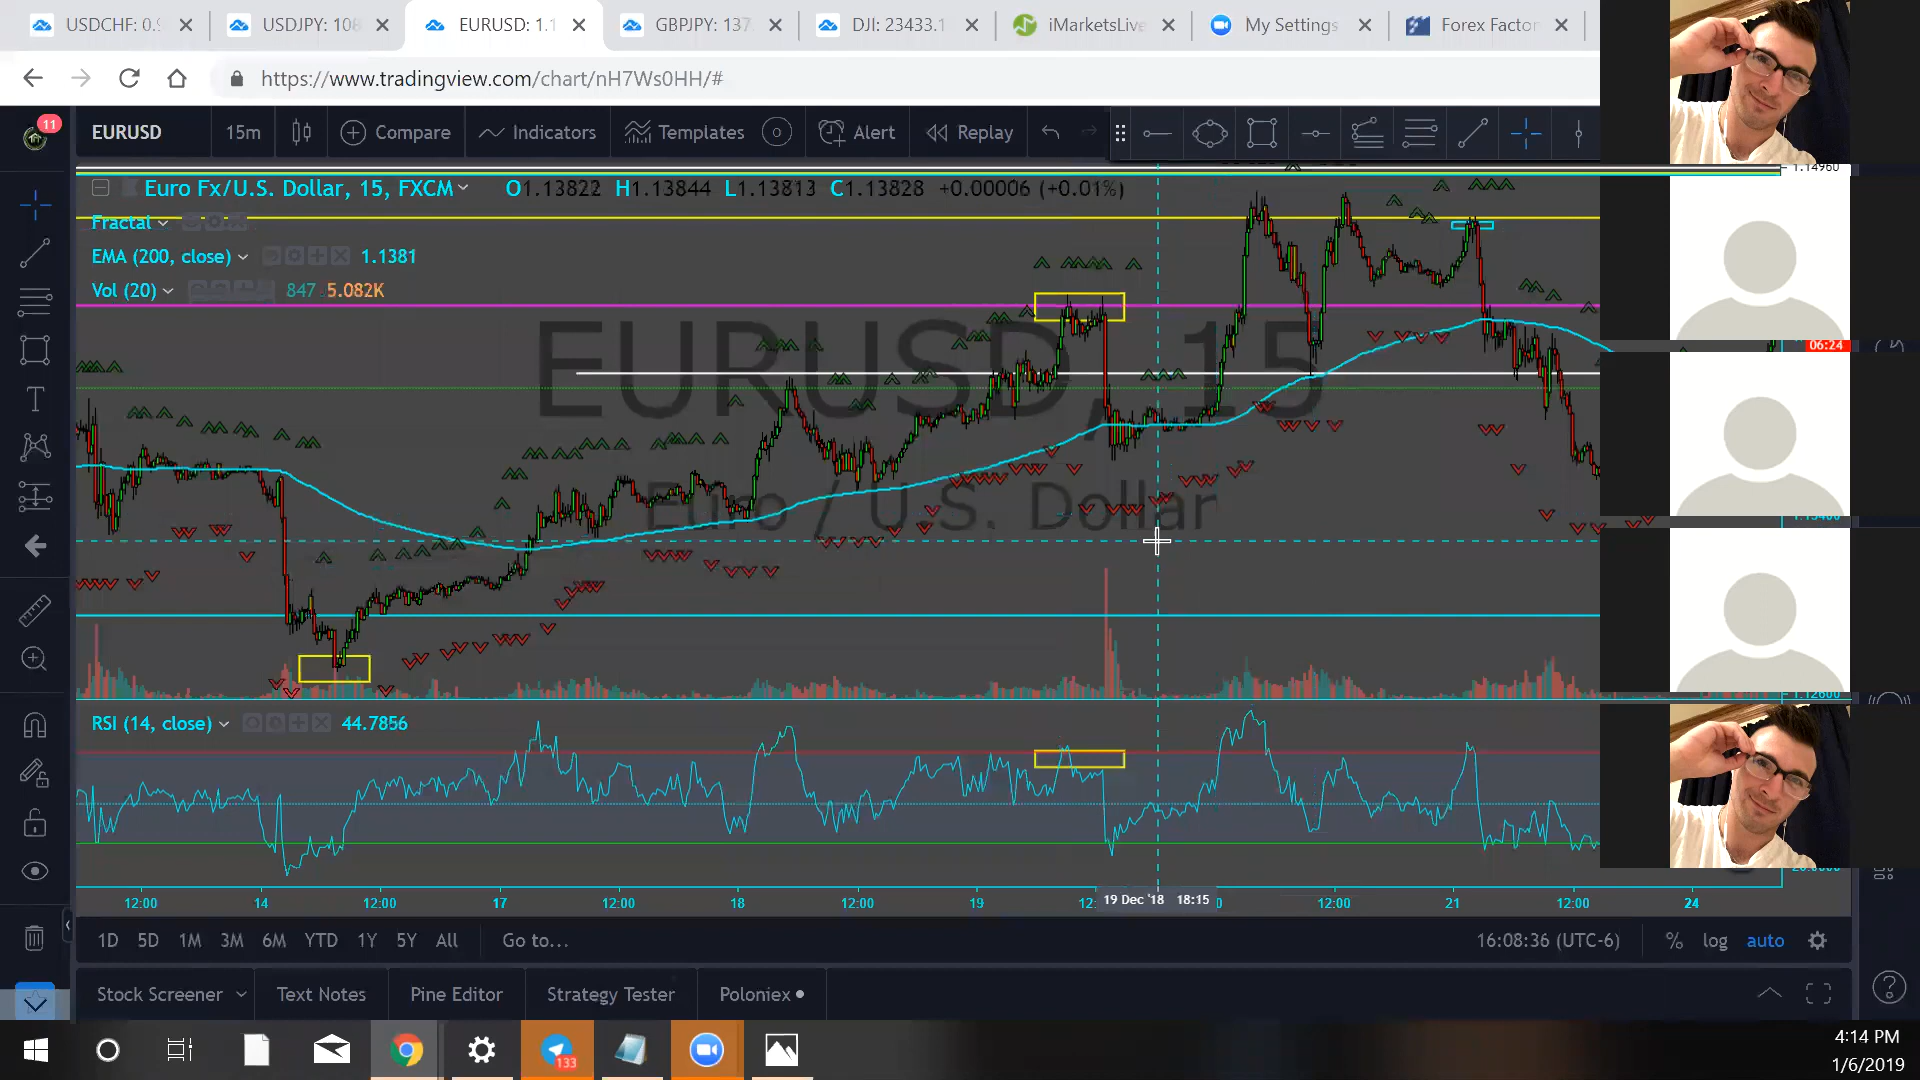 USDCHF: 0.9
USDJPY: 108
EURUSD: 1.1
GBPJPY: 137
DJI: 23433.1
iMarketsLive
My Settings
Forex Factor
https://www.tradingview.com/chart/nH7Ws0HH/#
11
EURUSD
15m
Compare
Indicators
Templates
Alert
Replay
1.14960
Euro Fx/U.S. Dollar, 15, FXCM
O1.13822 H1.13844 L1.13813 C1.13828 +0.00006 (+0.01%)
Fractal
EMA (200, close)
1.1381
Vol (20)
847 5.082K
EURUSD, 15
Euro / U.S. Dollar
06:24
1.12600
RSI (14, close)
44.7856
12:00
14
12:00
17
12:00
18
12:00
19
19 Dec '18 18:15
12:00
21
12:00
24
1D 5D 1M 3M 6M YTD 1Y 5Y All
Go to...
16:08:36 (UTC-6)
%
log
auto
Stock Screener
Text Notes
Pine Editor
Strategy Tester
Poloniex
133
4:14 PM
1/6/2019